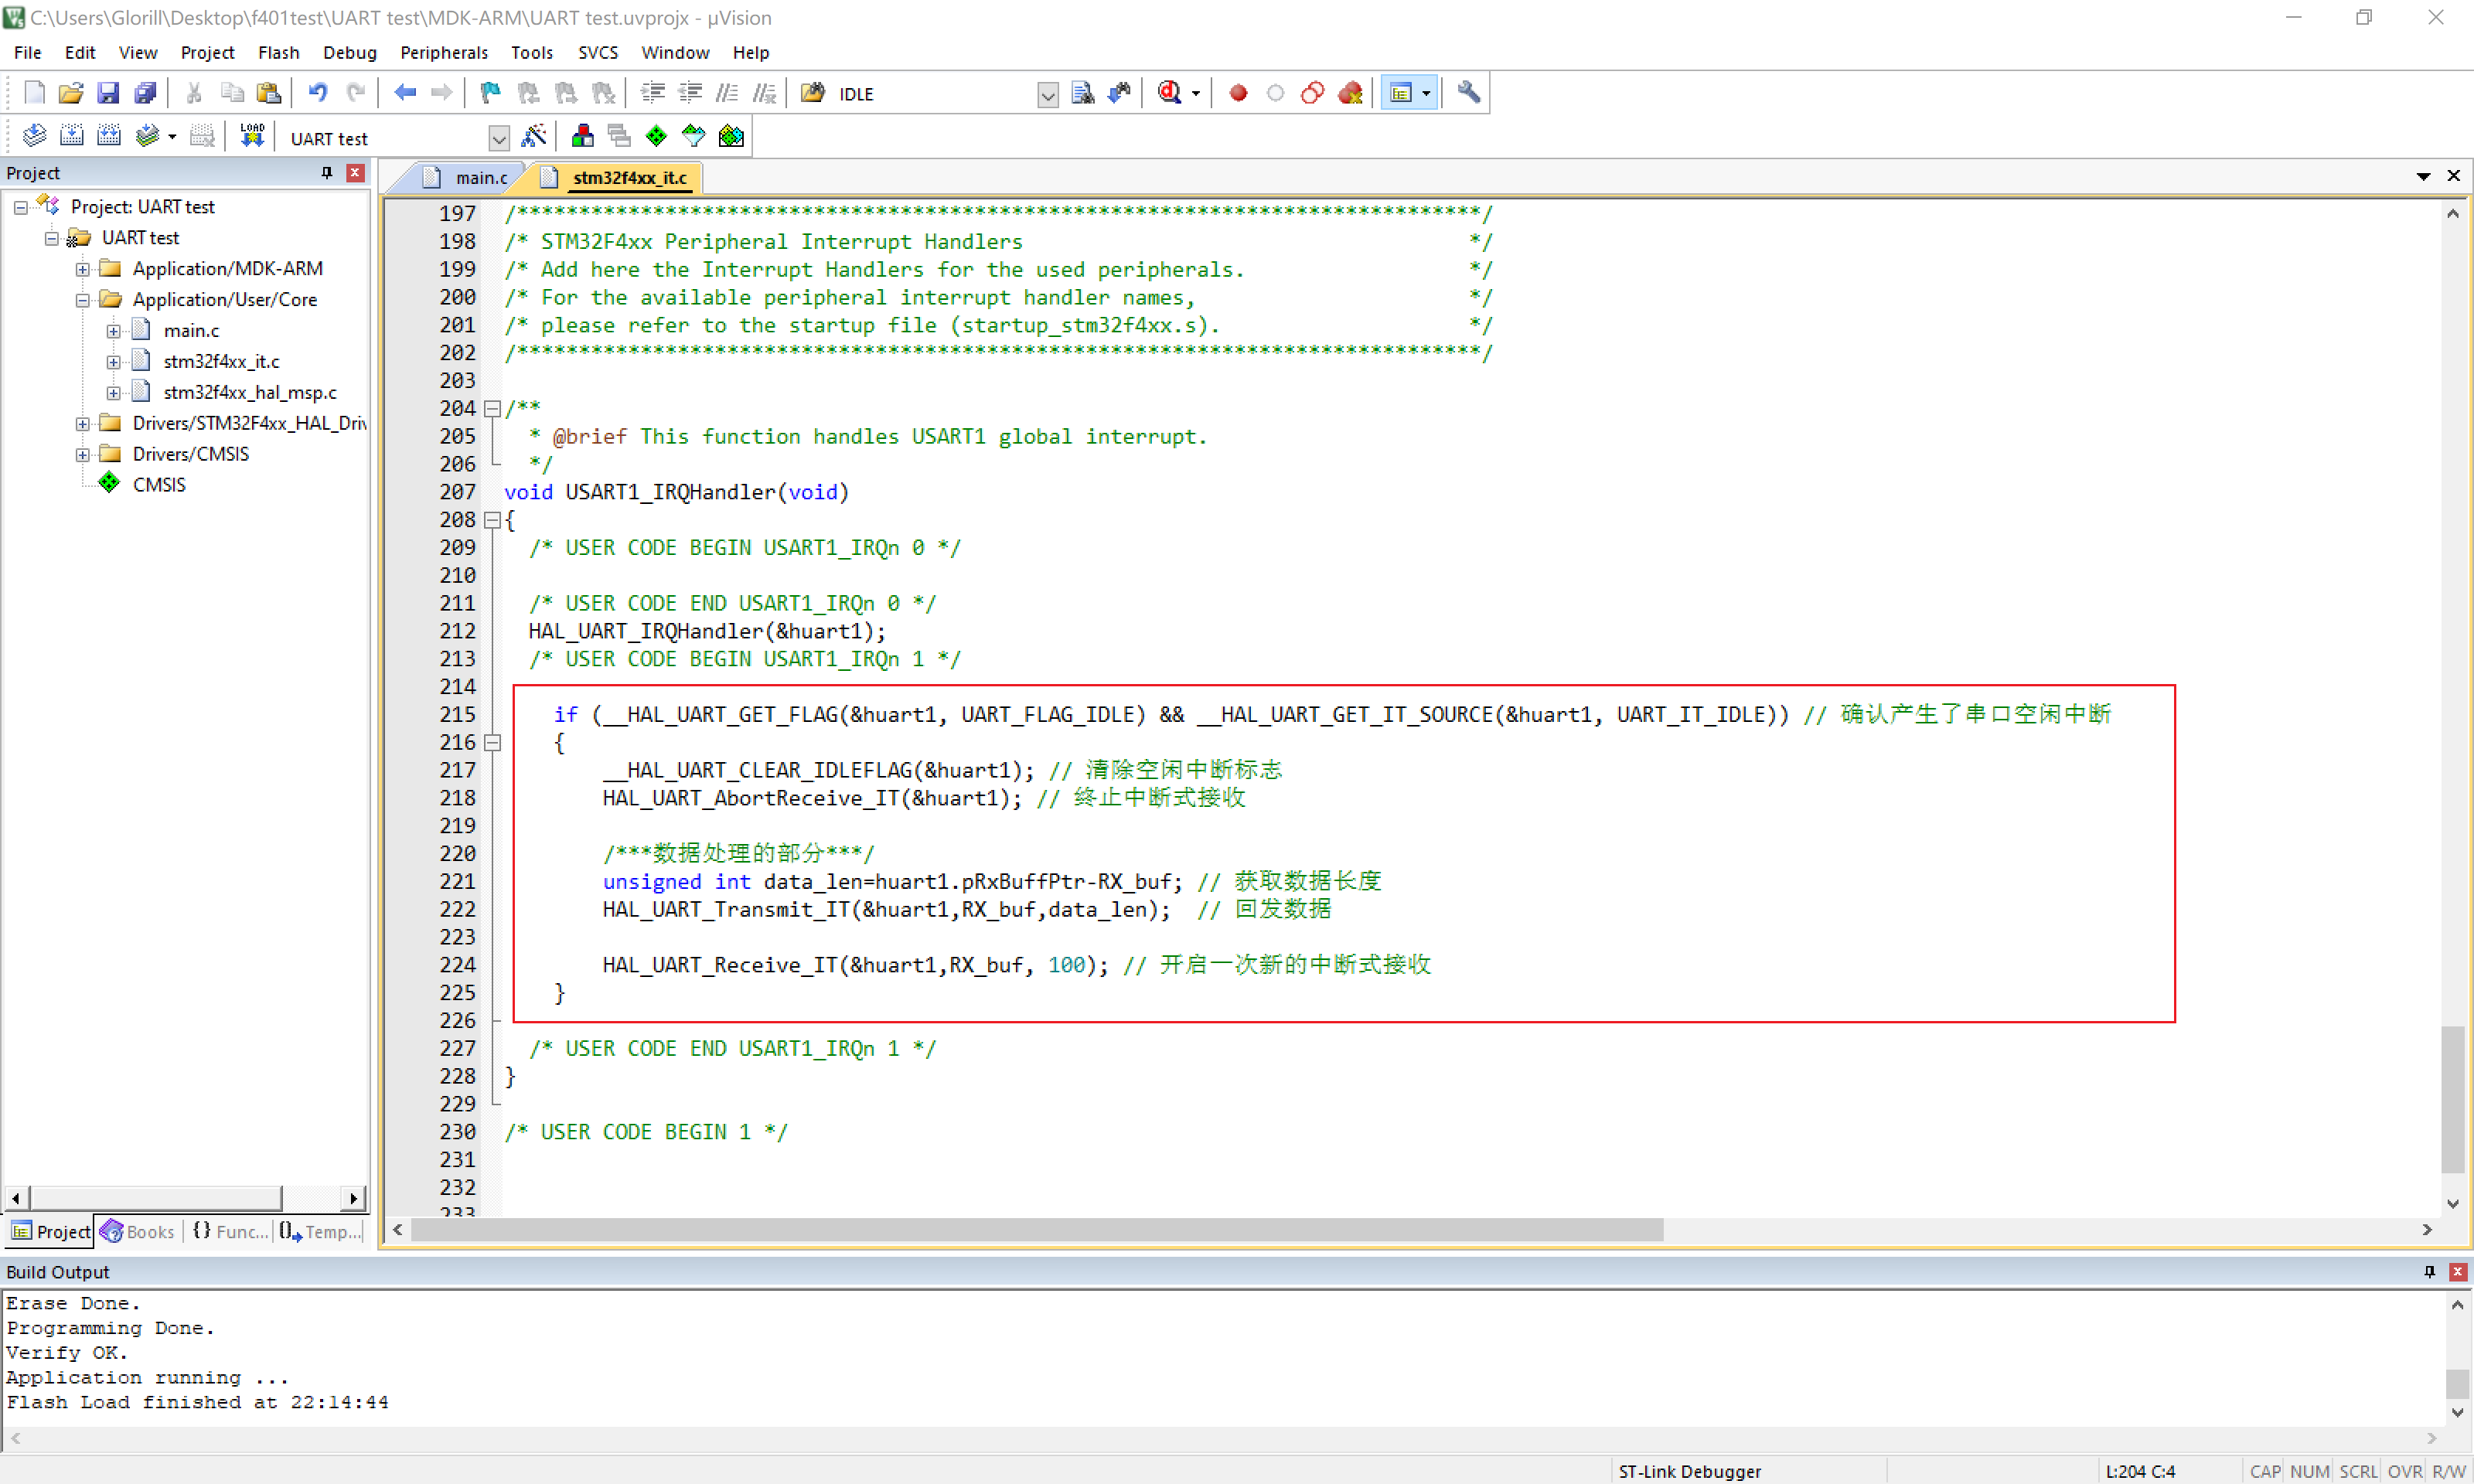 C:\Users\Glorill\Desktop\f401test\UART test\MDK-ARM\UART test.uvprojx - µVision
File Edit View Project Flash Debug Peripherals Tools SVCS Window Help
IDLE
LOAD UART test
Project
Project: UART test
UART test
Application/MDK-ARM
Application/User/Core
main.c
stm32f4xx_it.c
stm32f4xx_hal_msp.c
Drivers/STM32F4xx_HAL_Driv
Drivers/CMSIS
CMSIS
Project Books {} Func... Temp...
main.c stm32f4xx_it.c
197 /******************************************************************************/
198 /* STM32F4xx Peripheral Interrupt Handlers */
199 /* Add here the Interrupt Handlers for the used peripherals. */
200 /* For the available peripheral interrupt handler names, */
201 /* please refer to the startup file (startup_stm32f4xx.s). */
202 /******************************************************************************/
203
204 /**
205 * @brief This function handles USART1 global interrupt.
206 */
207 void USART1_IRQHandler(void)
208 {
209 /* USER CODE BEGIN USART1_IRQn 0 */
210
211 /* USER CODE END USART1_IRQn 0 */
212 HAL_UART_IRQHandler(&huart1);
213 /* USER CODE BEGIN USART1_IRQn 1 */
214
215 if (__HAL_UART_GET_FLAG(&huart1, UART_FLAG_IDLE) && __HAL_UART_GET_IT_SOURCE(&huart1, UART_IT_IDLE)) // 确认产生了串口空闲中断
216 {
217 __HAL_UART_CLEAR_IDLEFLAG(&huart1); // 清除空闲中断标志
218 HAL_UART_AbortReceive_IT(&huart1); // 终止中断式接收
219
220 /***数据处理的部分***/
221 unsigned int data_len=huart1.pRxBuffPtr-RX_buf; // 获取数据长度
222 HAL_UART_Transmit_IT(&huart1,RX_buf,data_len); // 回发数据
223
224 HAL_UART_Receive_IT(&huart1,RX_buf, 100); // 开启一次新的中断式接收
225 }
226
227 /* USER CODE END USART1_IRQn 1 */
228 }
229
230 /* USER CODE BEGIN 1 */
231
232
233
Build Output
Erase Done.
Programming Done.
Verify OK.
Application running ...
Flash Load finished at 22:14:44
ST-Link Debugger L:204 C:4 CAP NUM SCRL OVR R/W